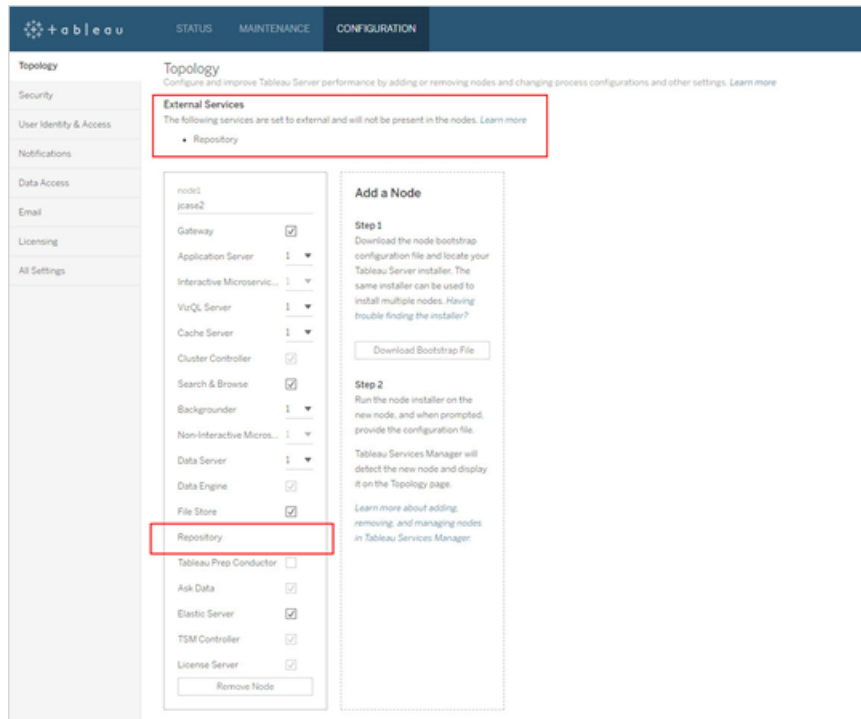 +ableau STATUS MAINTENANCE CONFIGURATION
Topology
Security
User Identity & Access
Notifications
Data Access
Email
Licensing
All Settings
Topology
Configure and improve Tableau Server performance by adding or removing nodes and changing process configurations and other settings. Learn more
External Services
The following services are set to external and will not be present in the nodes. Learn more
• Repository
node1
jcase2
Gateway
Application Server 1
Interactive Microservic... 1
VizQL Server 1
Cache Server 1
Cluster Controller
Search & Browse
Backgrounder 1
Non-Interactive Micros... 1
Data Server 1
Data Engine
File Store
Repository
Tableau Prep Conductor
Ask Data
Elastic Server
TSM Controller
License Server
Remove Node
Add a Node
Step 1
Download the node bootstrap
configuration file and locate your
Tableau Server installer. The
same installer can be used to
install multiple nodes. Having
trouble finding the installer?
Download Bootstrap File
Step 2
Run the node installer on the
new node, and when prompted,
provide the configuration file.
Tableau Services Manager will
detect the new node and display
it on the Topology page.
Learn more about adding,
removing, and managing nodes
in Tableau Services Manager.